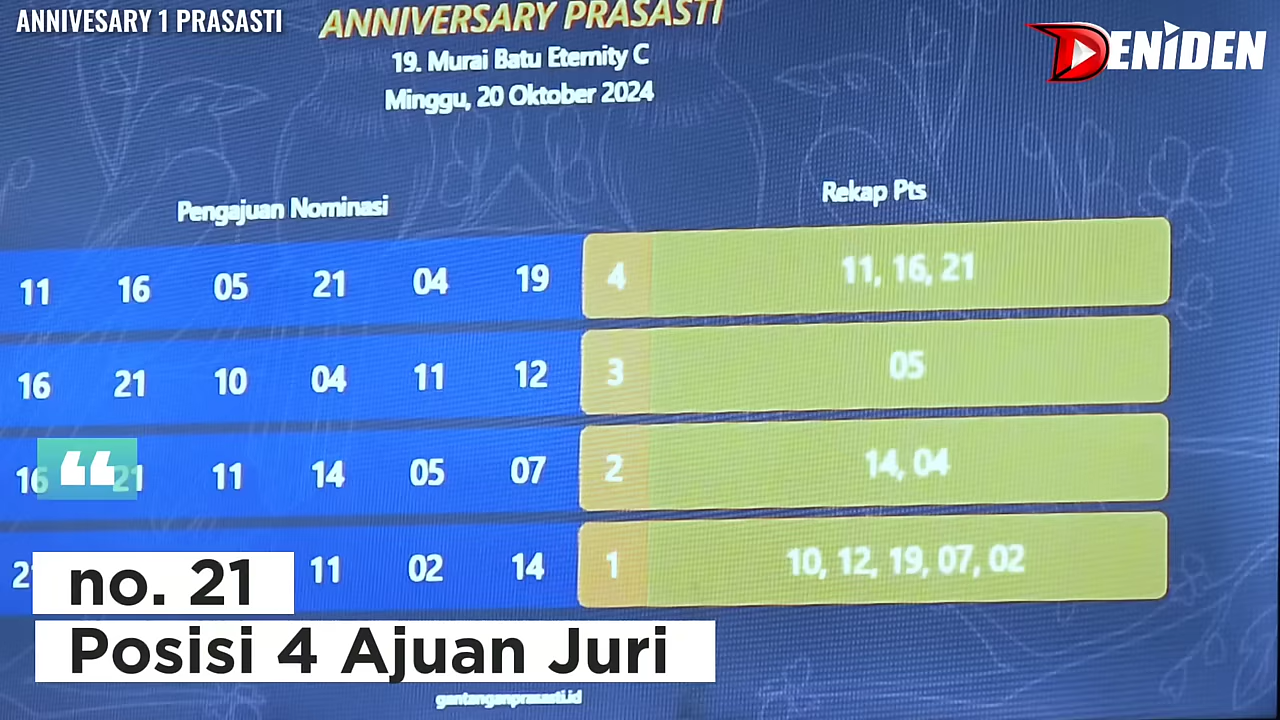 ANNIVESARY 1 PRASASTI
ANNIVERSARY PRASASTI
DENIDEN
19. Murai Batu Eternity C
Minggu, 20 Oktober 2024
Pengajuan Nominasi
Rekap Pts
11 16 05 21 04 19 4 11, 16, 21
16 21 10 04 11 12 3 05
16 21 11 14 05 07 2 14, 04
11 02 14 1 10, 12, 19, 07, 02
no. 21
Posisi 4 Ajuan Juri
gantanganprasasti.id